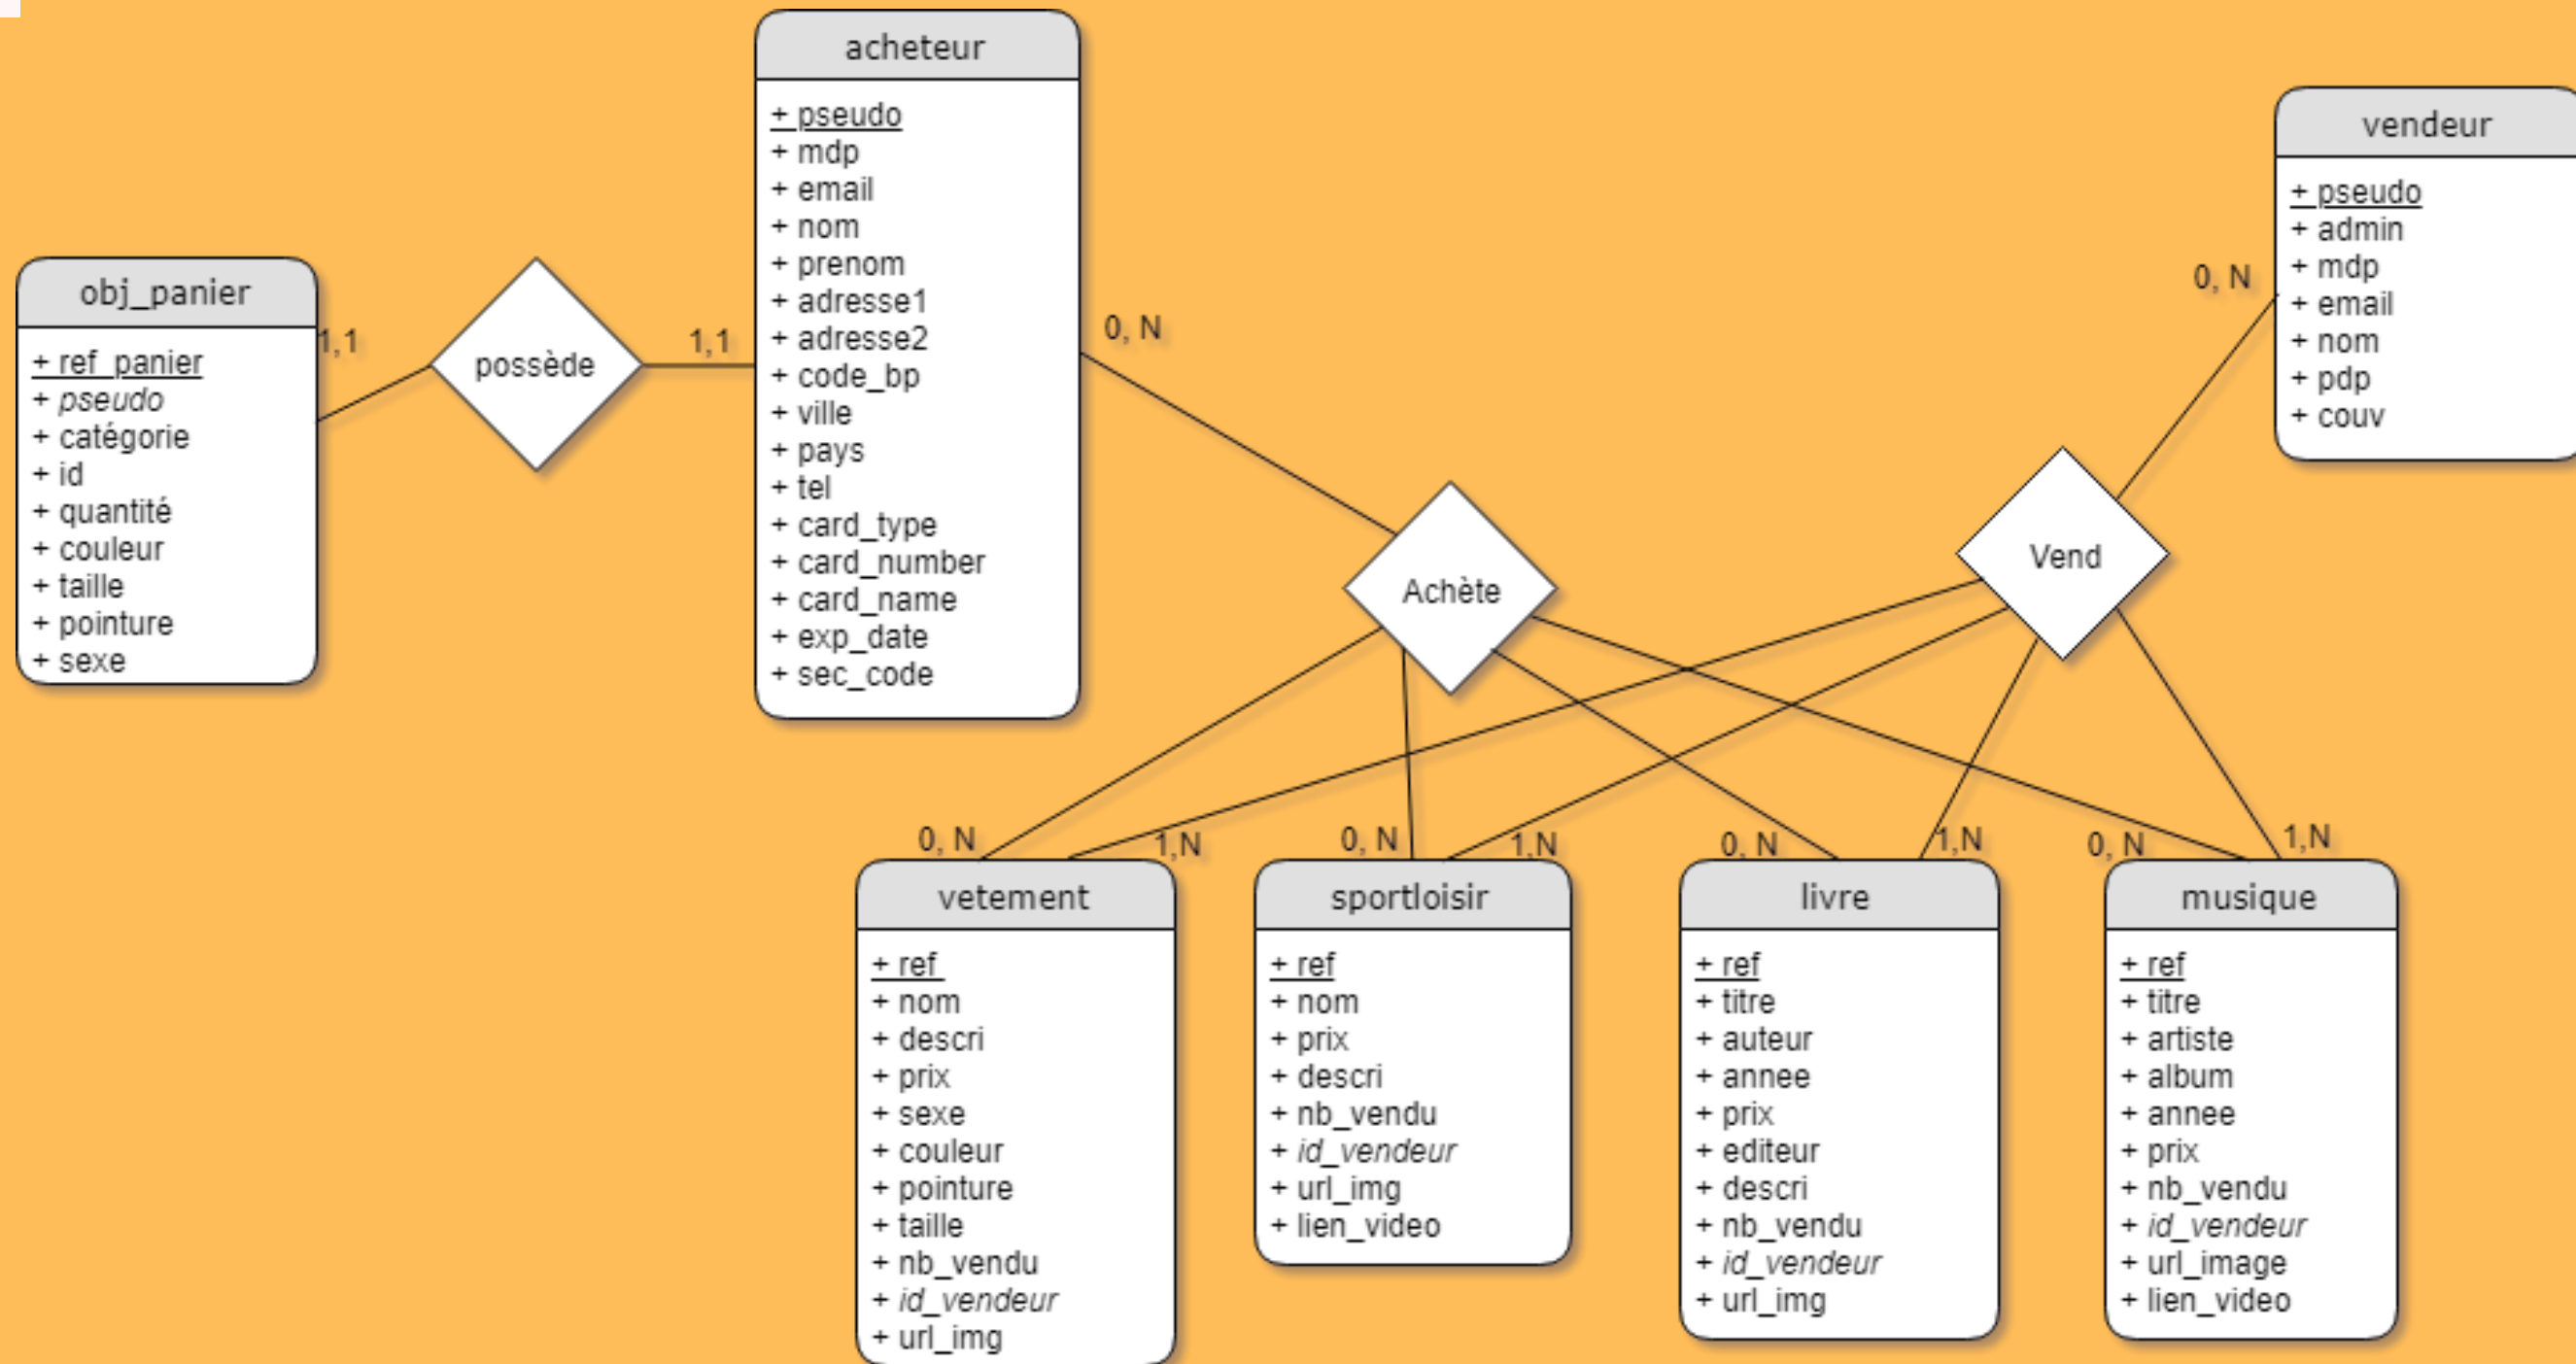 acheteur
+ pseudo
+ mdp
+ email
+ nom
+ prenom
+ adresse1
+ adresse2
+ code_bp
+ ville
+ pays
+ tel
+ card_type
+ card_number
+ card_name
+ exp_date
+ sec_code
vendeur
+ pseudo
+ admin
+ mdp
+ email
+ nom
+ pdp
+ couv
obj_panier
+ ref_panier
+ pseudo
+ catégorie
+ id
+ quantité
+ couleur
+ taille
+ pointure
+ sexe
1,1
possède
1,1
0, N
0, N
Achète
Vend
0, N
1,N
0, N
1,N
0, N
1,N
0, N
1,N
vetement
+ ref
+ nom
+ descri
+ prix
+ sexe
+ couleur
+ pointure
+ taille
+ nb_vendu
+ id_vendeur
+ url_img
sportloisir
+ ref
+ nom
+ prix
+ descri
+ nb_vendu
+ id_vendeur
+ url_img
+ lien_video
livre
+ ref
+ titre
+ auteur
+ annee
+ prix
+ editeur
+ descri
+ nb_vendu
+ id_vendeur
+ url_img
musique
+ ref
+ titre
+ artiste
+ album
+ annee
+ prix
+ nb_vendu
+ id_vendeur
+ url_image
+ lien_video